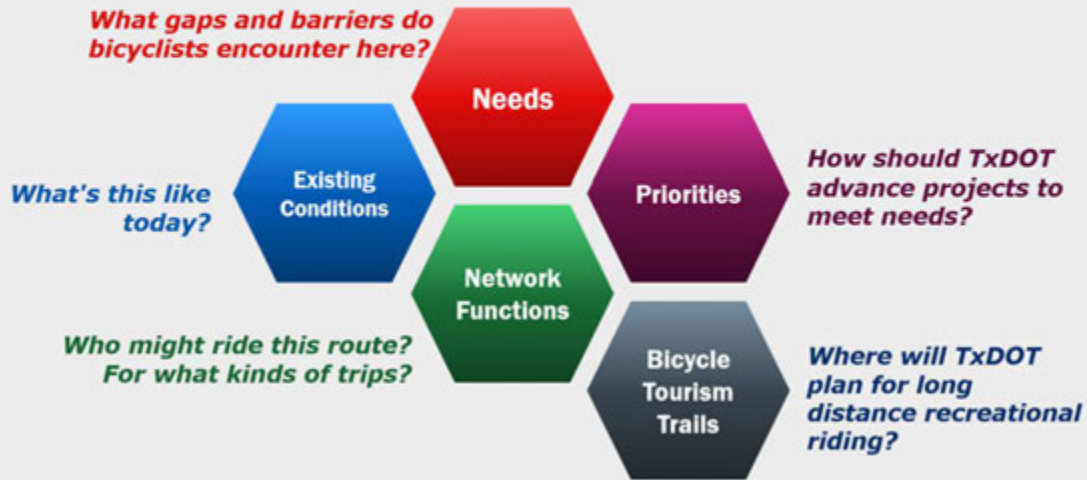 What gaps and barriers do
bicyclists encounter here?
Needs
Existing
Conditions
What's this like
today?
Priorities
How should TxDOT
advance projects to
meet needs?
Network
Functions
Who might ride this route?
For what kinds of trips?
Bicycle
Tourism
Trails
Where will TxDOT
plan for long
distance recreational
riding?